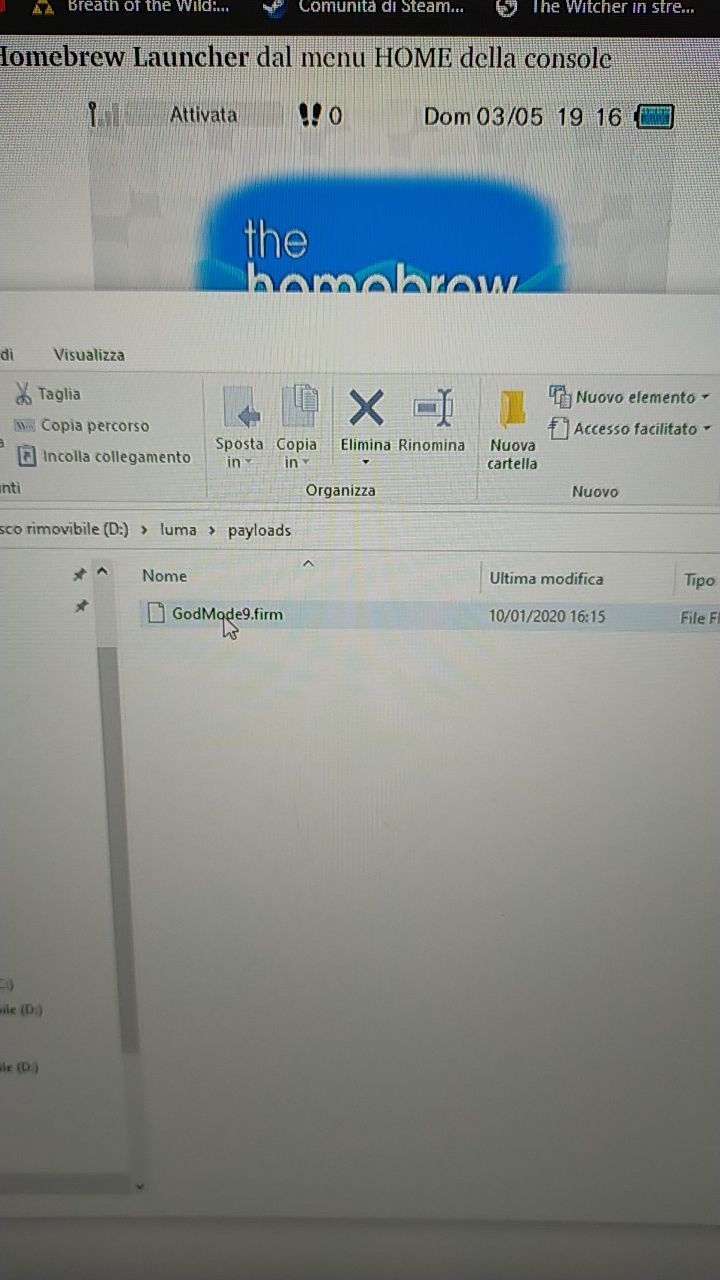 Breath of the Wild:... Comunità di Steam... The Witcher in stre...
Homebrew Launcher dal menu HOME della console
Attivata 0 Dom 03/05 19 16
the
homebrew
di Visualizza
Taglia
Copia percorso
Incolla collegamento
nti
Sposta in
Copia in
Elimina
Rinomina
Organizza
Nuova cartella
Nuovo elemento
Accesso facilitato
Nuovo
sco rimovibile (D:) > luma > payloads
Nome Ultima modifica Tipo
GodMode9.firm 10/01/2020 16:15 File FI
C:)
ile (D:)
ile (D:)